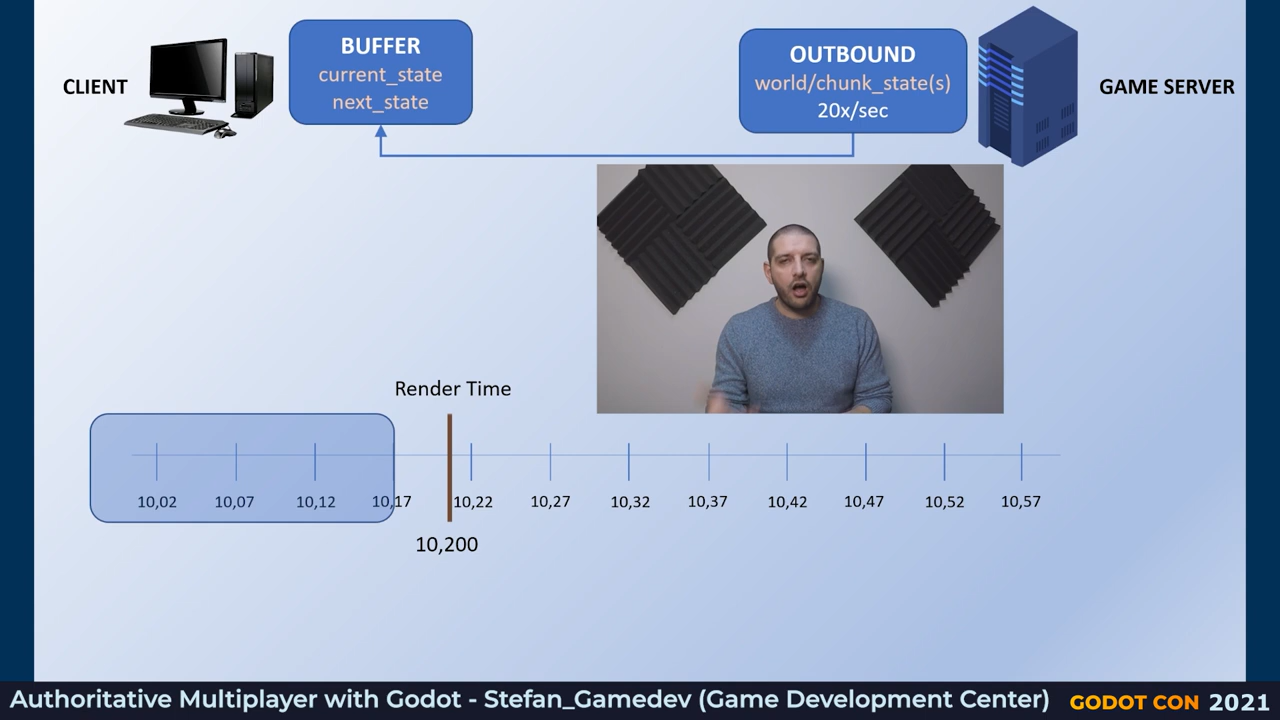 CLIENT
BUFFER
current_state
next_state
OUTBOUND
world/chunk_state(s)
20x/sec
GAME SERVER
Render Time
10,02 10,07 10,12 10,17 10,22 10,27 10,32 10,37 10,42 10,47 10,52 10,57
10,200
Authoritative Multiplayer with Godot - Stefan_Gamedev (Game Development Center) GODOT CON 2021